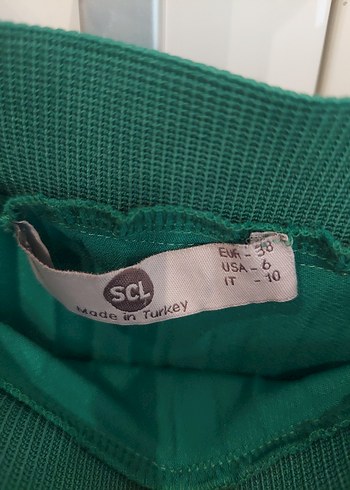 SCL
Made in Turkey
EUR - 38
USA - 6
IT - 10